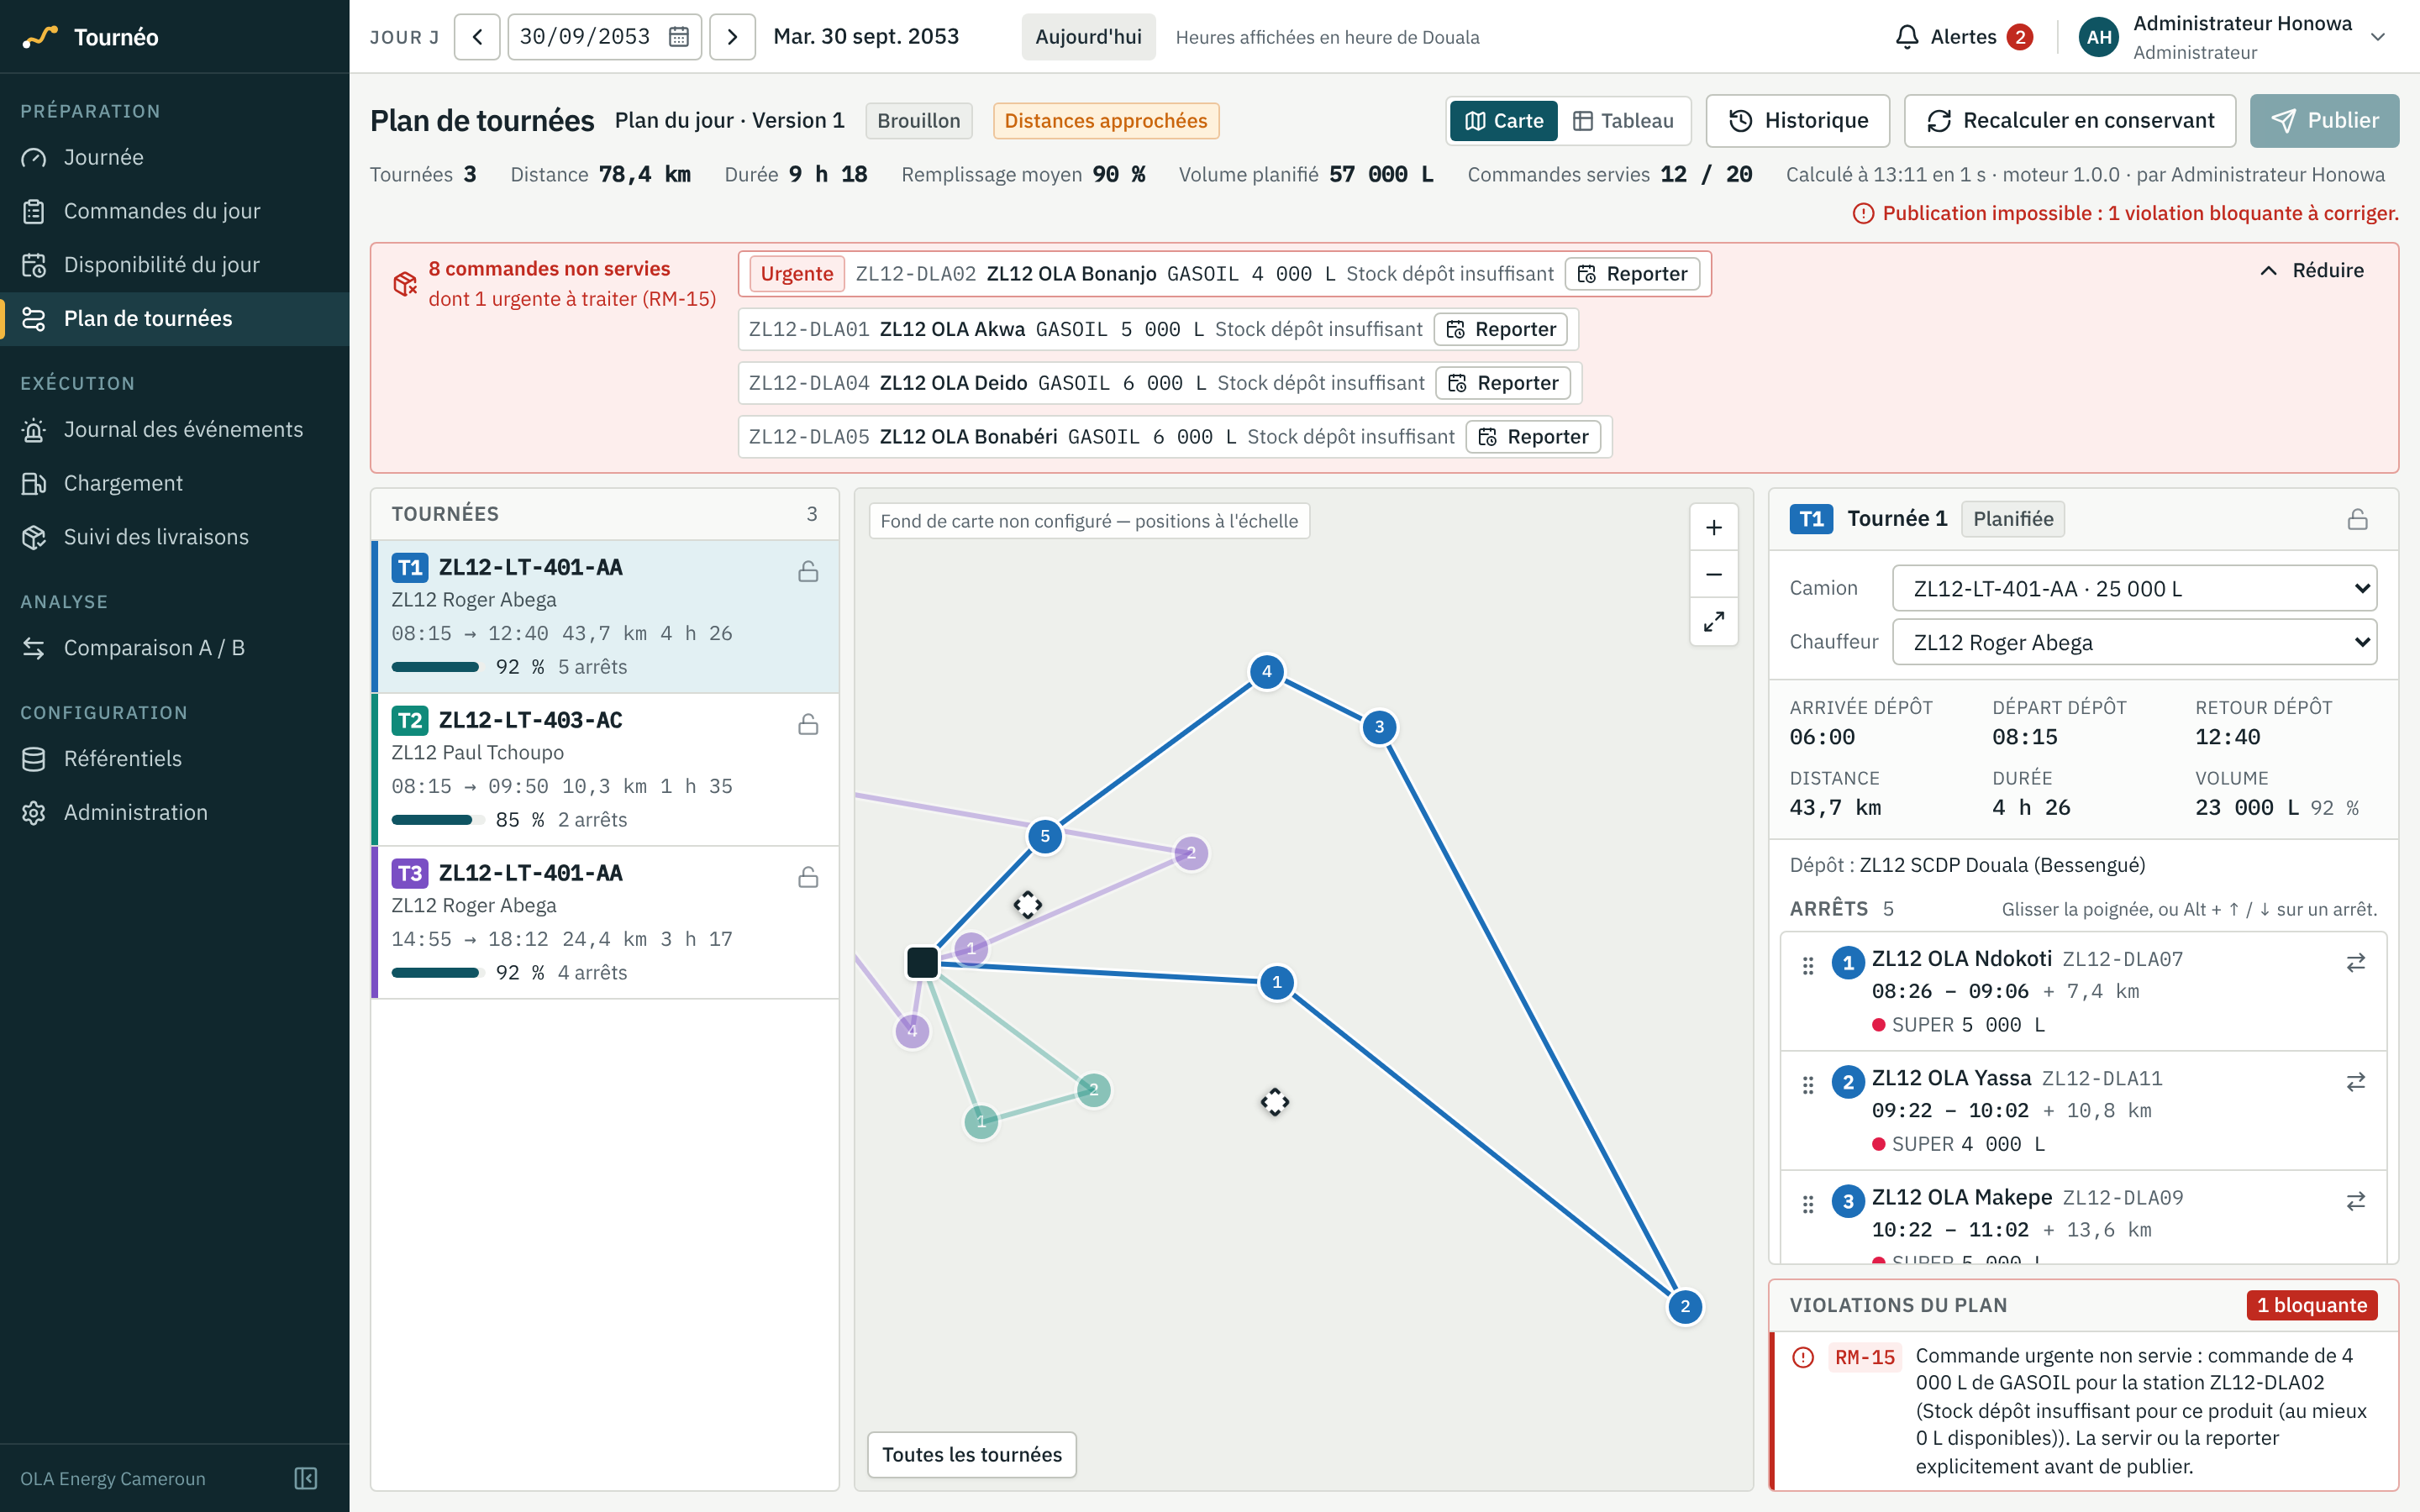 Tournéo
JOUR J
30/09/2053
Mar. 30 sept. 2053
Aujourd'hui
Heures affichées en heure de Douala
Alertes 2
AH
Administrateur Honowa
Administrateur
PRÉPARATION
Journée
Commandes du jour
Disponibilité du jour
Plan de tournées
EXÉCUTION
Journal des événements
Chargement
Suivi des livraisons
ANALYSE
Comparaison A / B
CONFIGURATION
Référentiels
Administration
OLA Energy Cameroun
Plan de tournées
Plan du jour · Version 1
Brouillon
Distances approchées
Carte
Tableau
Historique
Recalculer en conservant
Publier
Tournées 3
Distance 78,4 km
Durée 9 h 18
Remplissage moyen 90 %
Volume planifié 57 000 L
Commandes servies 12 / 20
Calculé à 13:11 en 1 s · moteur 1.0.0 · par Administrateur Honowa
Publication impossible : 1 violation bloquante à corriger.
8 commandes non servies
dont 1 urgente à traiter (RM-15)
Urgente ZL12-DLA02 ZL12 OLA Bonanjo GASOIL 4 000 L Stock dépôt insuffisant Reporter
ZL12-DLA01 ZL12 OLA Akwa GASOIL 5 000 L Stock dépôt insuffisant Reporter
ZL12-DLA04 ZL12 OLA Deido GASOIL 6 000 L Stock dépôt insuffisant Reporter
ZL12-DLA05 ZL12 OLA Bonabéri GASOIL 6 000 L Stock dépôt insuffisant Reporter
Réduire
TOURNÉES 3
T1 ZL12-LT-401-AA
ZL12 Roger Abega
08:15 → 12:40 43,7 km 4 h 26
92 % 5 arrêts
T2 ZL12-LT-403-AC
ZL12 Paul Tchoupo
08:15 → 09:50 10,3 km 1 h 35
85 % 2 arrêts
T3 ZL12-LT-401-AA
ZL12 Roger Abega
14:55 → 18:12 24,4 km 3 h 17
92 % 4 arrêts
Fond de carte non configuré — positions à l'échelle
+
−
4
3
5
2
1
1
4
2
1
2
Toutes les tournées
T1 Tournée 1 Planifiée
Camion ZL12-LT-401-AA · 25 000 L
Chauffeur ZL12 Roger Abega
ARRIVÉE DÉPÔT DÉPART DÉPÔT RETOUR DÉPÔT
06:00 08:15 12:40
DISTANCE DURÉE VOLUME
43,7 km 4 h 26 23 000 L 92 %
Dépôt : ZL12 SCDP Douala (Bessengué)
ARRÊTS 5 Glisser la poignée, ou Alt + ↑ / ↓ sur un arrêt.
1 ZL12 OLA Ndokoti ZL12-DLA07
08:26 – 09:06 + 7,4 km
SUPER 5 000 L
2 ZL12 OLA Yassa ZL12-DLA11
09:22 – 10:02 + 10,8 km
SUPER 4 000 L
3 ZL12 OLA Makepe ZL12-DLA09
10:22 – 11:02 + 13,6 km
SUPER 5 000 L
VIOLATIONS DU PLAN 1 bloquante
RM-15 Commande urgente non servie : commande de 4
000 L de GASOIL pour la station ZL12-DLA02
(Stock dépôt insuffisant pour ce produit (au mieux
0 L disponibles)). La servir ou la reporter
explicitement avant de publier.